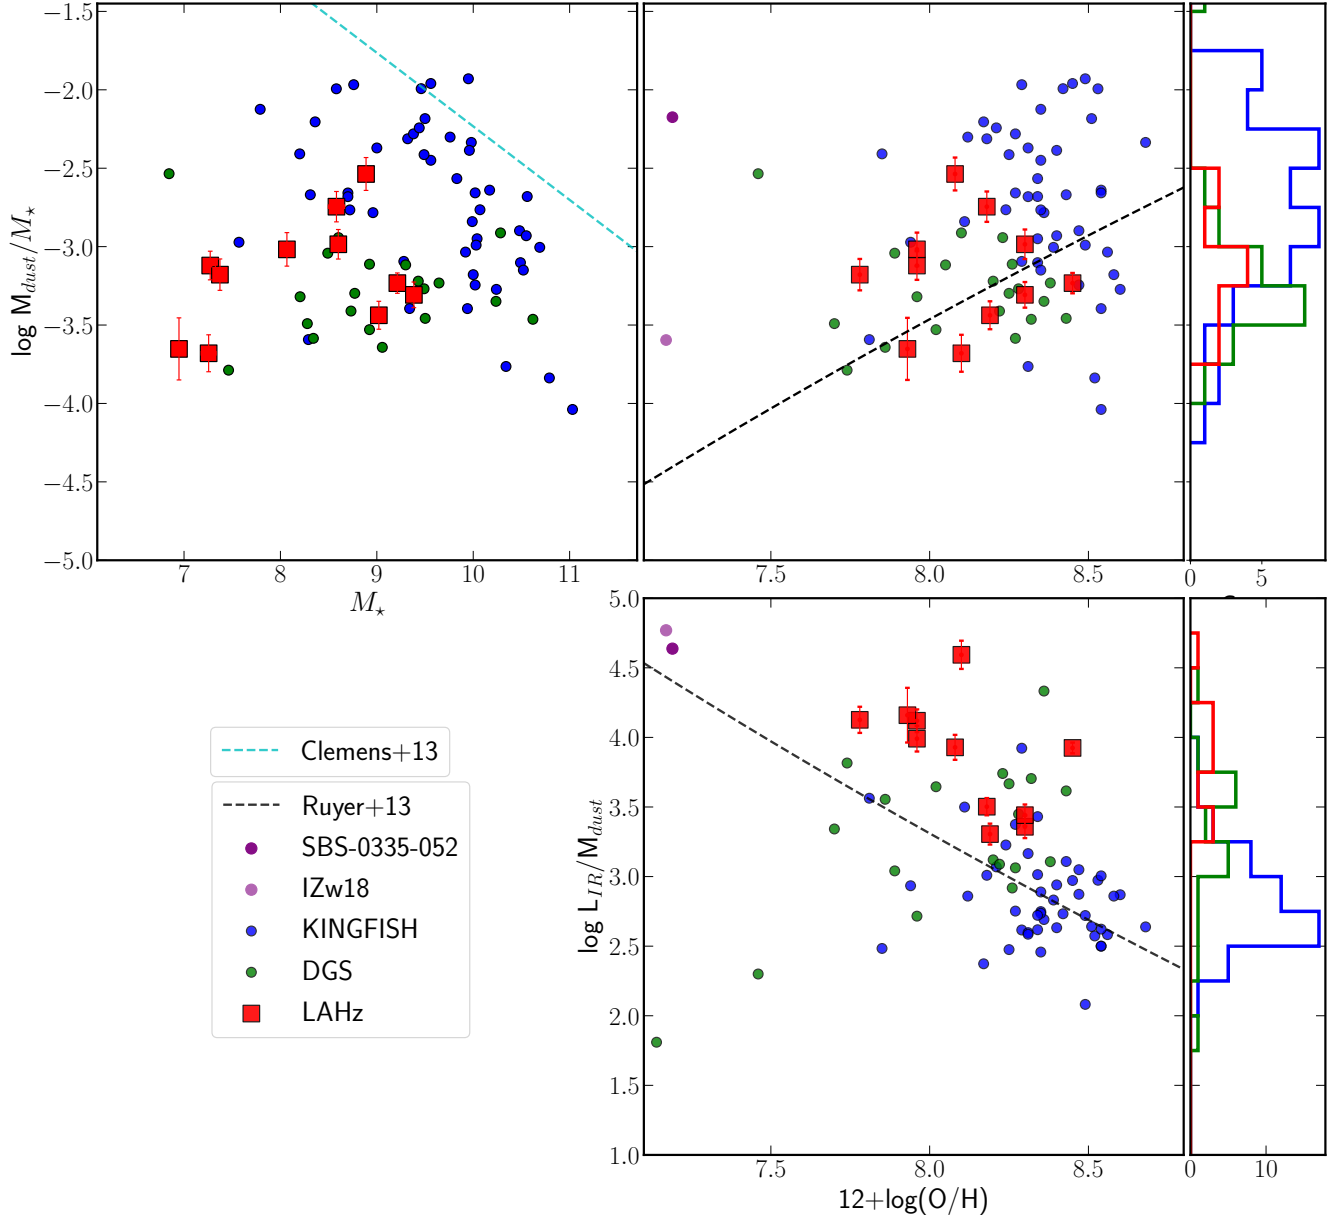 −1.5
−2.0
−2.5
−3.0
−3.5
−4.0
−4.5
−5.0
log M_dust/M_⋆
7 8 9 10 11
M_⋆
7.5 8.0 8.5
0 5
5.0
4.5
4.0
3.5
3.0
2.5
2.0
1.5
1.0
log L_IR/M_dust
7.5 8.0 8.5
12+log(O/H)
0 10
Clemens+13
Ruyer+13
SBS-0335-052
IZw18
KINGFISH
DGS
LAHz